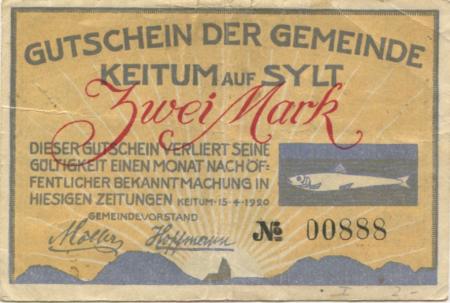 GUTSCHEIN DER GEMEINDE
KEITUM AUF SYLT
Zwei Mark
DIESER GUTSCHEIN VERLIERT SEINE
GÜLTIGKEIT EINEN MONAT NACH ÖF-
FENTLICHER BEKANNTMACHUNG IN
HIESIGEN ZEITUNGEN KEITUM·15·4·1920
GEMEINDEVORSTAND
Hoffmann
№ 00888